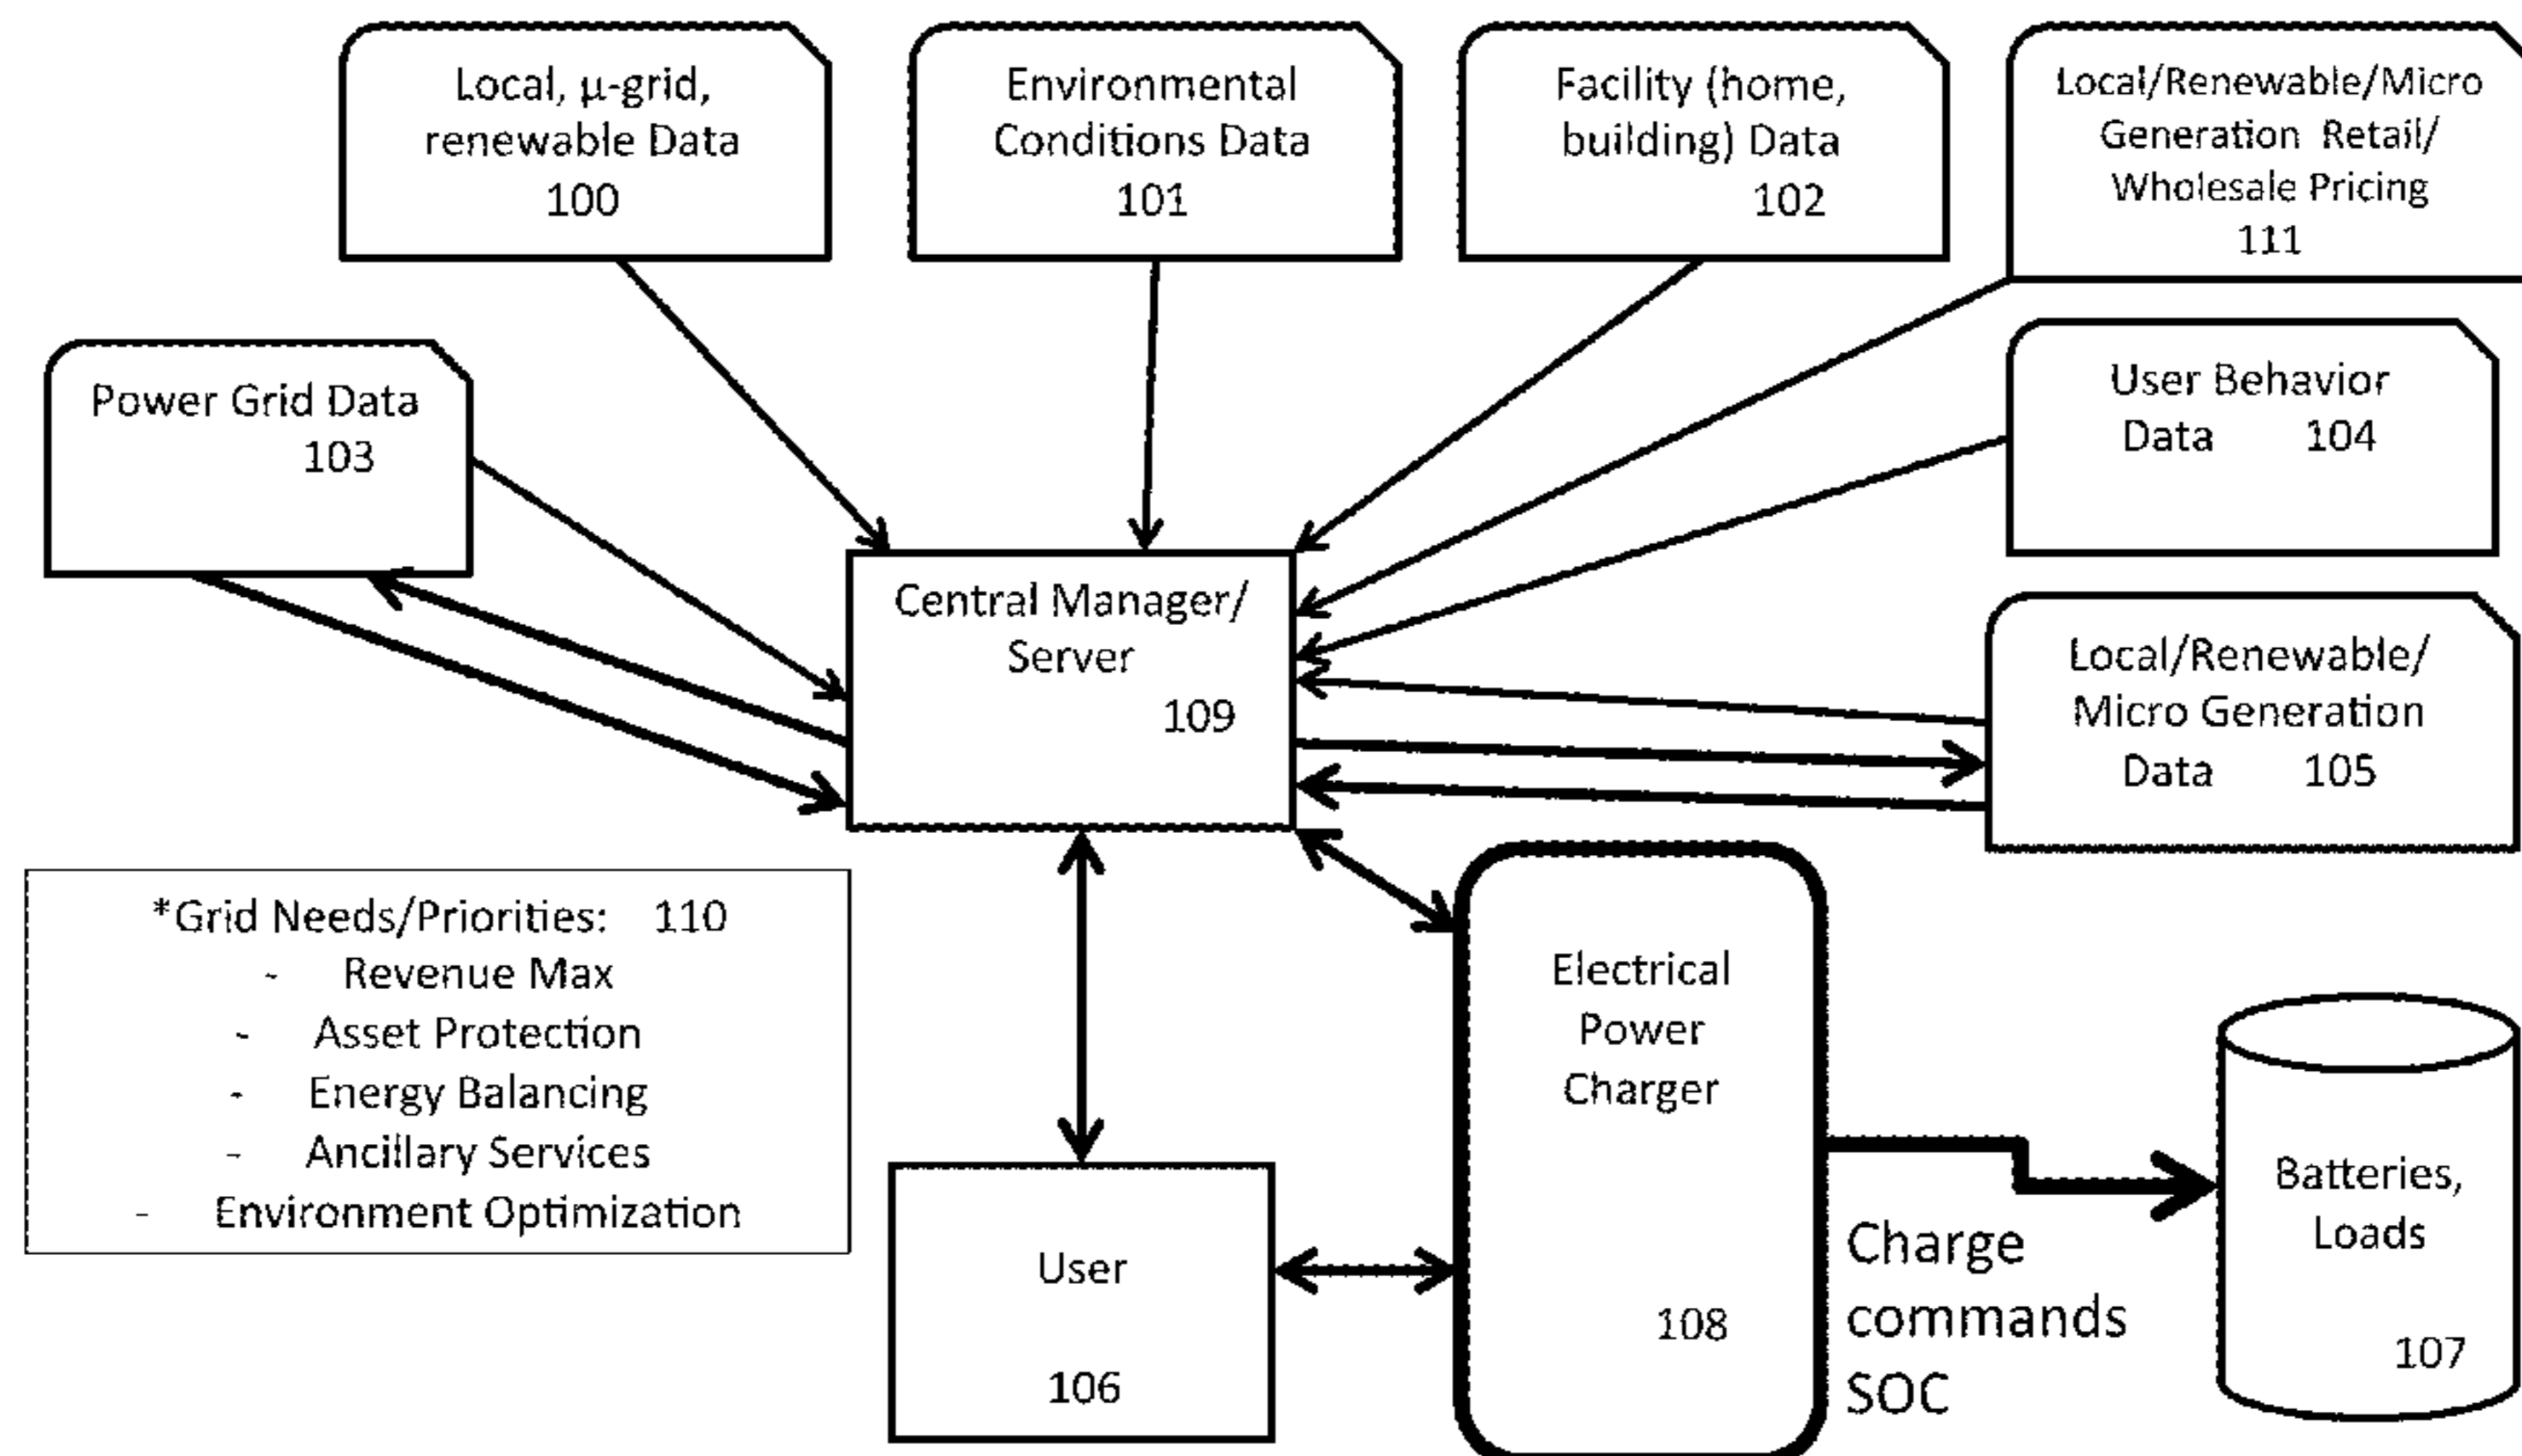 Local, μ-grid,
renewable Data
100
Environmental
Conditions Data
101
Facility (home,
building) Data
102
Local/Renewable/Micro
Generation Retail/
Wholesale Pricing
111
Power Grid Data
103
User Behavior
Data 104
Central Manager/
Server
109
Local/Renewable/
Micro Generation
Data 105
*Grid Needs/Priorities: 110
- Revenue Max
- Asset Protection
- Energy Balancing
- Ancillary Services
- Environment Optimization
Electrical
Power
Charger
108
User
106
Charge
commands
SOC
Batteries,
Loads
107